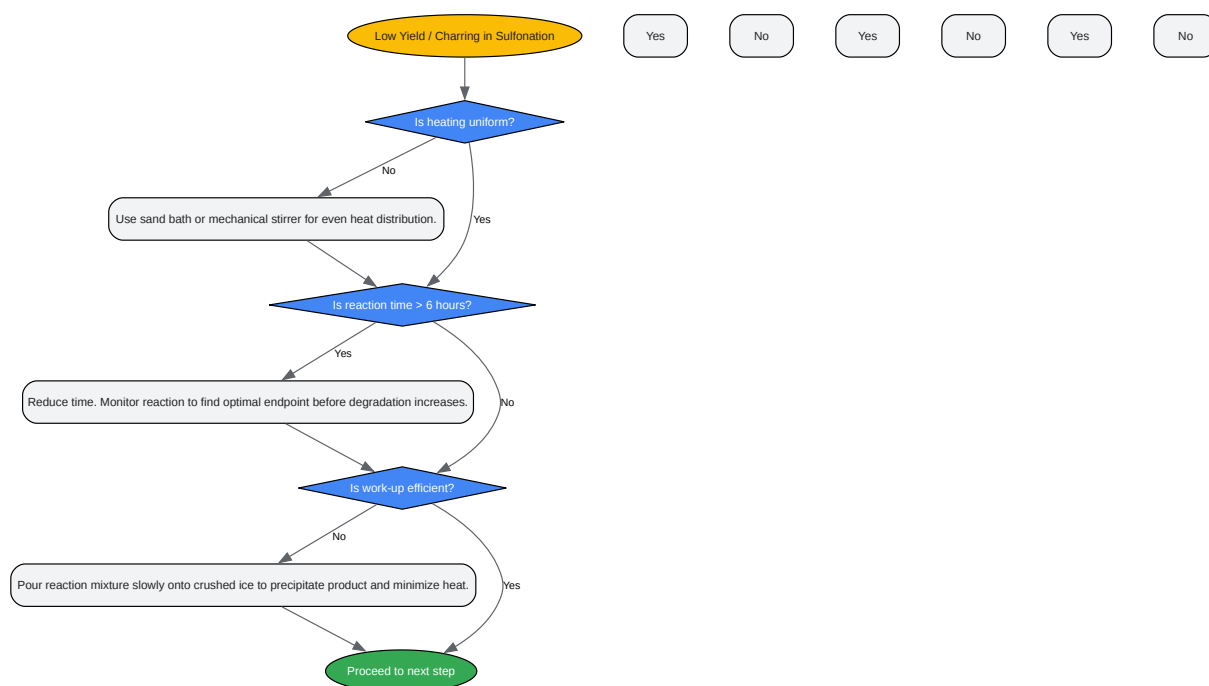 Low Yield / Charring in Sulfonation
Yes
No
Yes
No
Yes
No
Is heating uniform?
No
Use sand bath or mechanical stirrer for even heat distribution.
Yes
Is reaction time > 6 hours?
Yes
Reduce time. Monitor reaction to find optimal endpoint before degradation increases.
No
Is work-up efficient?
No
Pour reaction mixture slowly onto crushed ice to precipitate product and minimize heat.
Yes
Proceed to next step